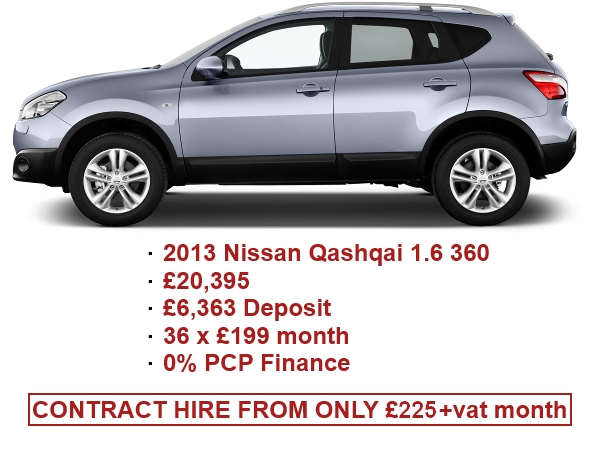 · 2013 Nissan Qashqai 1.6 360
· £20,395
· £6,363 Deposit
· 36 x £199 month
· 0% PCP Finance
CONTRACT HIRE FROM ONLY £225+vat month